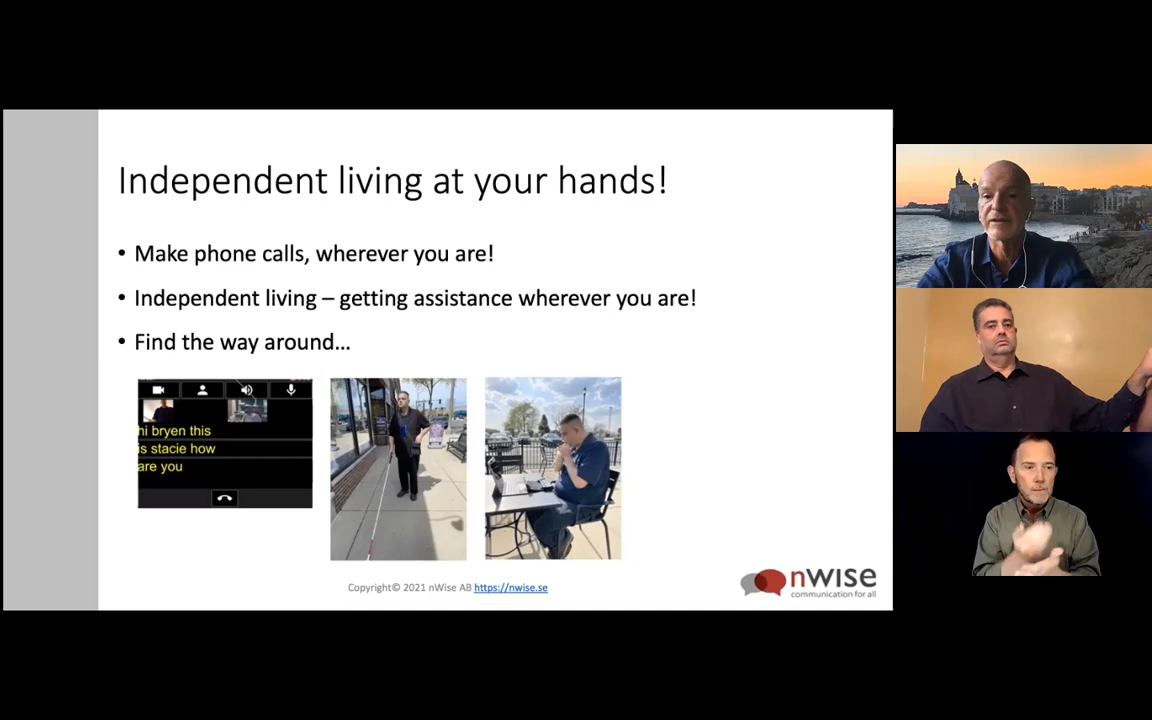 Independent living at your hands!
• Make phone calls, wherever you are!
• Independent living – getting assistance wherever you are!
• Find the way around...
hi bryen this
is stacie how
are you
Copyright© 2021 nWise AB https://nwise.se
nWISE
communication for all